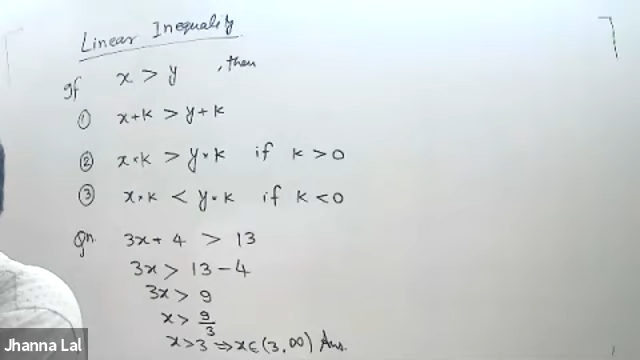 Linear Inequality
If x > y , then
① x+k > y+k
② x*k > y*k if k > 0
③ x*k < y*k if k < 0
Qn. 3x + 4 > 13
3x > 13 - 4
3x > 9
x > 9/3
x > 3 ⇒ x ∈ (3, ∞) Ans.
Jhanna Lal